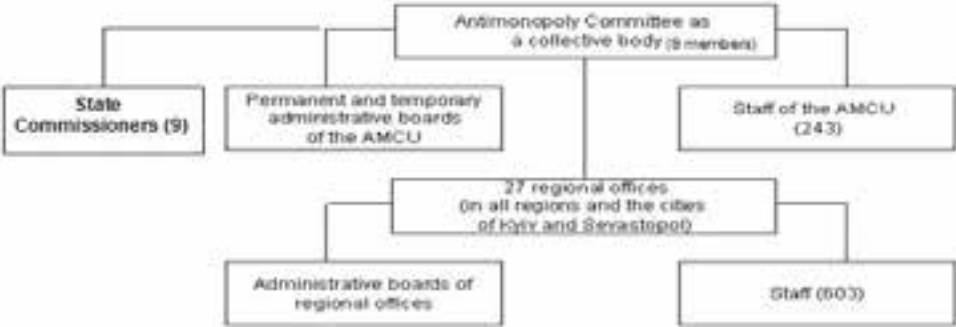 Antimonopoly Committee as
a collective body (9 members)
State
Commissioners (9)
Permanent and temporary
administrative boards
of the AMCU
Staff of the AMCU
(243)
27 regional offices
(in all regions and the cities
of Kyiv and Sevastopol)
Administrative boards of
regional offices
Staff (603)